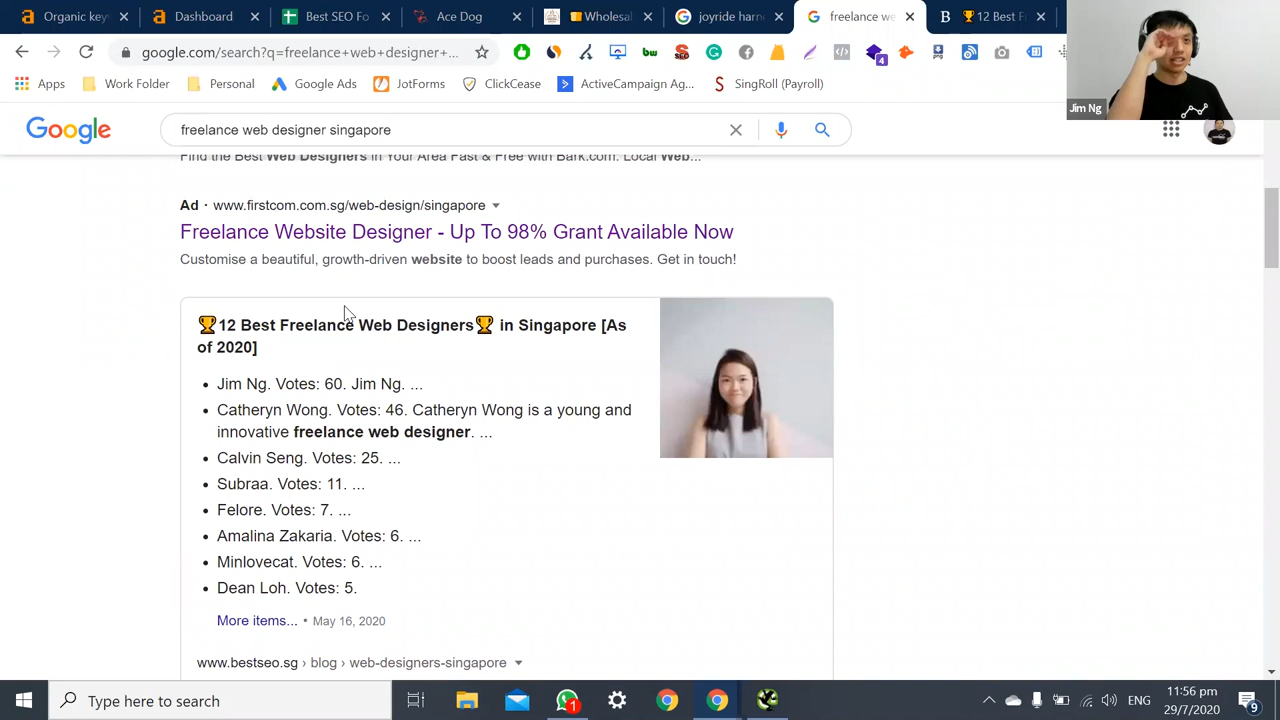 Organic key
Dashboard
Best SEO Fo
Ace Dog
Wholesal
joyride harn
freelance we
12 Best F
google.com/search?q=freelance+web+designer+...
4
Apps
Work Folder
Personal
Google Ads
JotForms
ClickCease
ActiveCampaign Ag...
SingRoll (Payroll)
Jim Ng
Google
freelance web designer singapore
Find the Best Web Designers in Your Area Fast & Free with Bark.com. Local Web...
Ad · www.firstcom.com.sg/web-design/singapore
Freelance Website Designer - Up To 98% Grant Available Now
Customise a beautiful, growth-driven website to boost leads and purchases. Get in touch!
🏆12 Best Freelance Web Designers🏆 in Singapore [As
of 2020]
• Jim Ng. Votes: 60. Jim Ng. ...
• Catheryn Wong. Votes: 46. Catheryn Wong is a young and
innovative freelance web designer. ...
• Calvin Seng. Votes: 25. ...
• Subraa. Votes: 11. ...
• Felore. Votes: 7. ...
• Amalina Zakaria. Votes: 6. ...
• Minlovecat. Votes: 6. ...
• Dean Loh. Votes: 5.
More items... • May 16, 2020
www.bestseo.sg › blog › web-designers-singapore
Type here to search
1
ENG
11:56 pm
29/7/2020
9